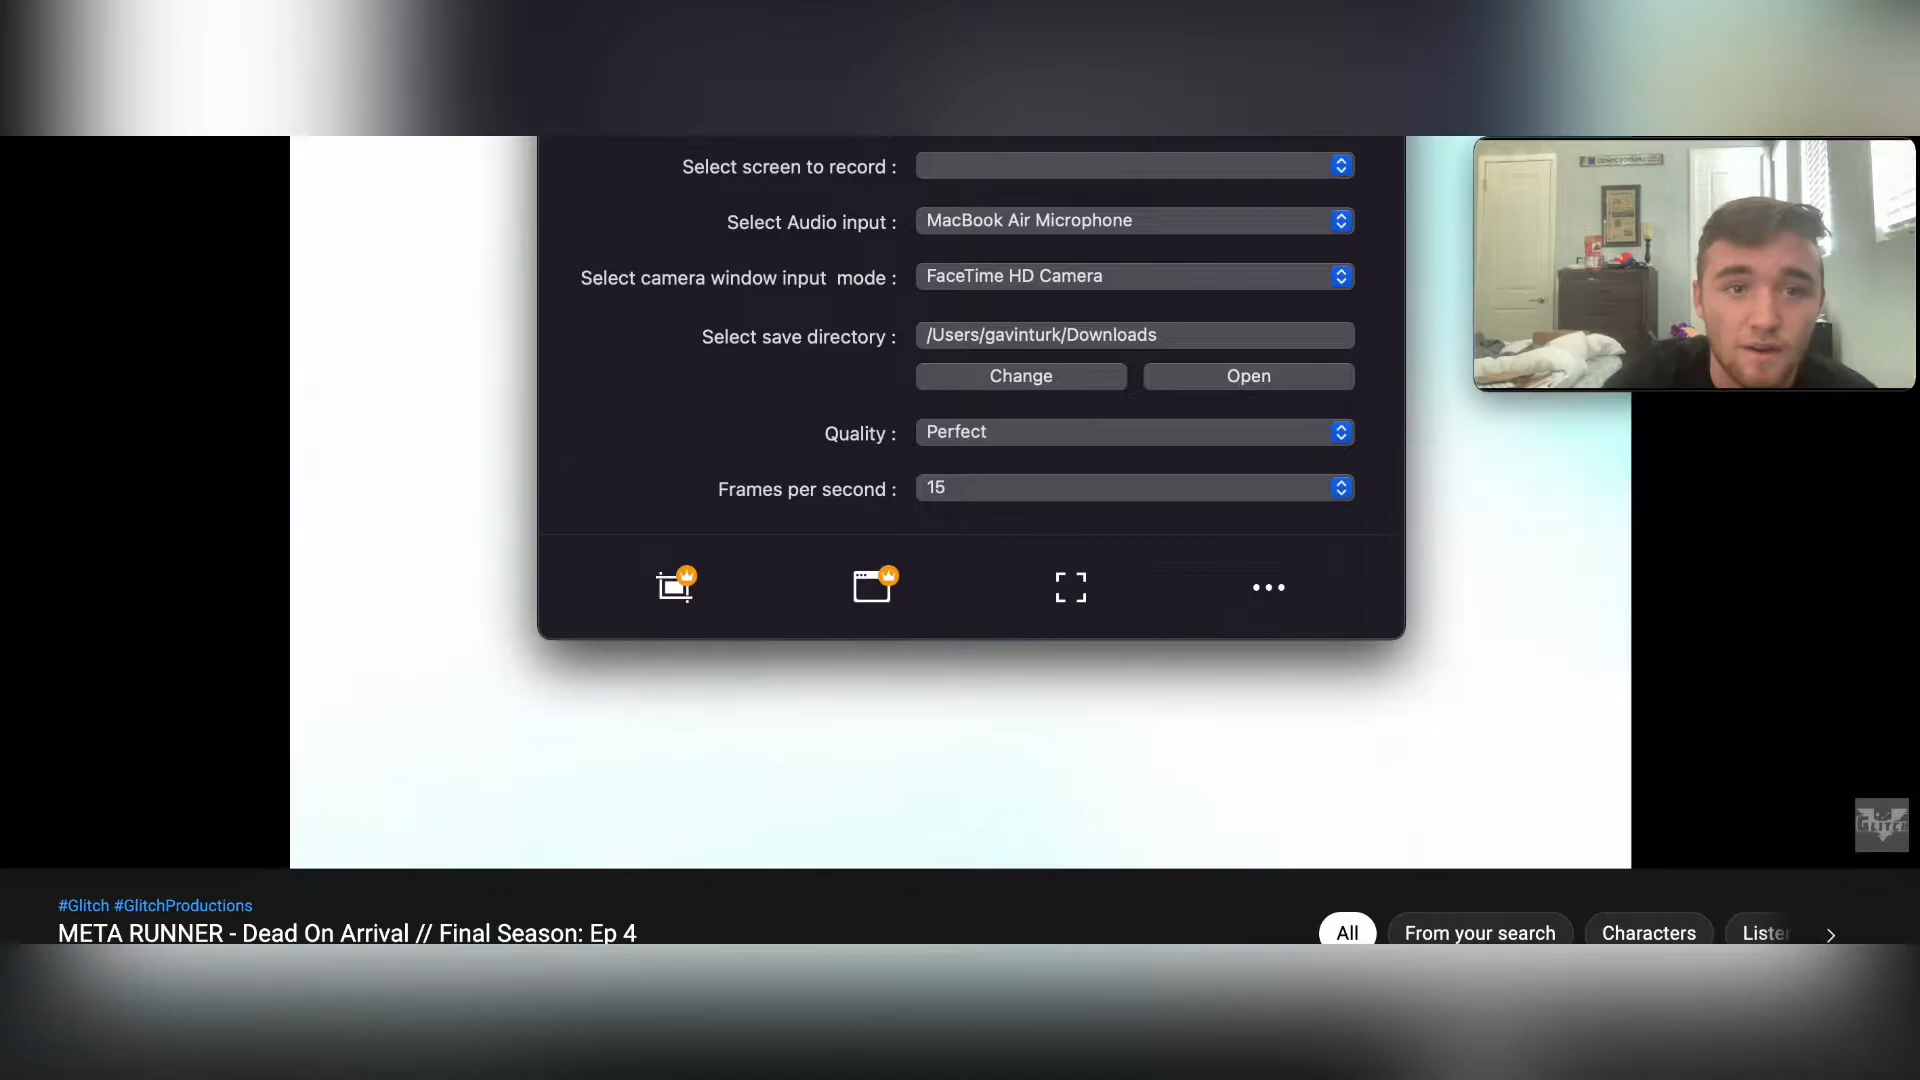 Select screen to record :
Select Audio input :
MacBook Air Microphone
Select camera window input mode :
FaceTime HD Camera
Select save directory :
/Users/gavinturk/Downloads
Change
Open
Quality :
Perfect
Frames per second :
15
GLITCH
#Glitch #GlitchProductions
META RUNNER - Dead On Arrival // Final Season: Ep 4
All
From your search
Characters
Listen